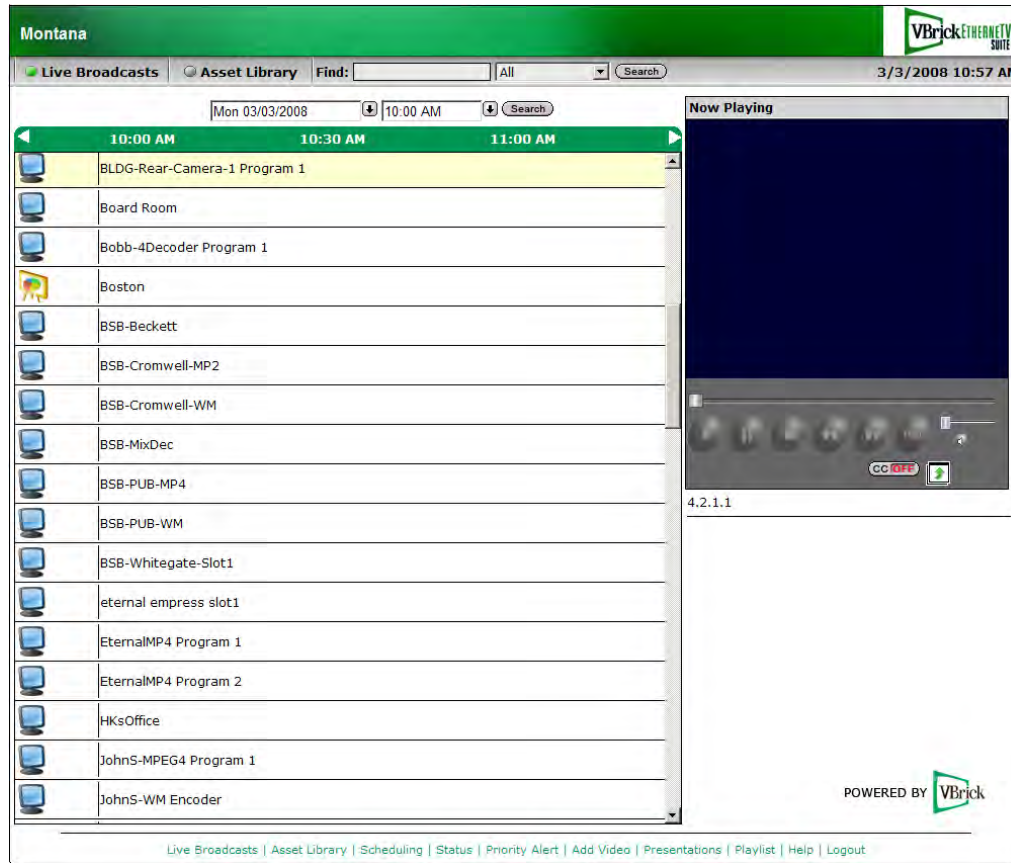 Montana
VBrick ETHERNETV
SUITE
Live Broadcasts Asset Library Find: All Search 3/3/2008 10:57 AM
Mon 03/03/2008 10:00 AM Search
Now Playing
10:00 AM 10:30 AM 11:00 AM
BLDG-Rear-Camera-1 Program 1
Board Room
Bobb-4Decoder Program 1
Boston
BSB-Beckett
BSB-Cromwell-MP2
BSB-Cromwell-WM
BSB-MixDec
BSB-PUB-MP4
BSB-PUB-WM
BSB-Whitegate-Slot1
eternal empress slot1
EternalMP4 Program 1
EternalMP4 Program 2
HKsOffice
JohnS-MPEG4 Program 1
JohnS-WM Encoder
CC OFF
4.2.1.1
POWERED BY VBrick
Live Broadcasts | Asset Library | Scheduling | Status | Priority Alert | Add Video | Presentations | Playlist | Help | Logout